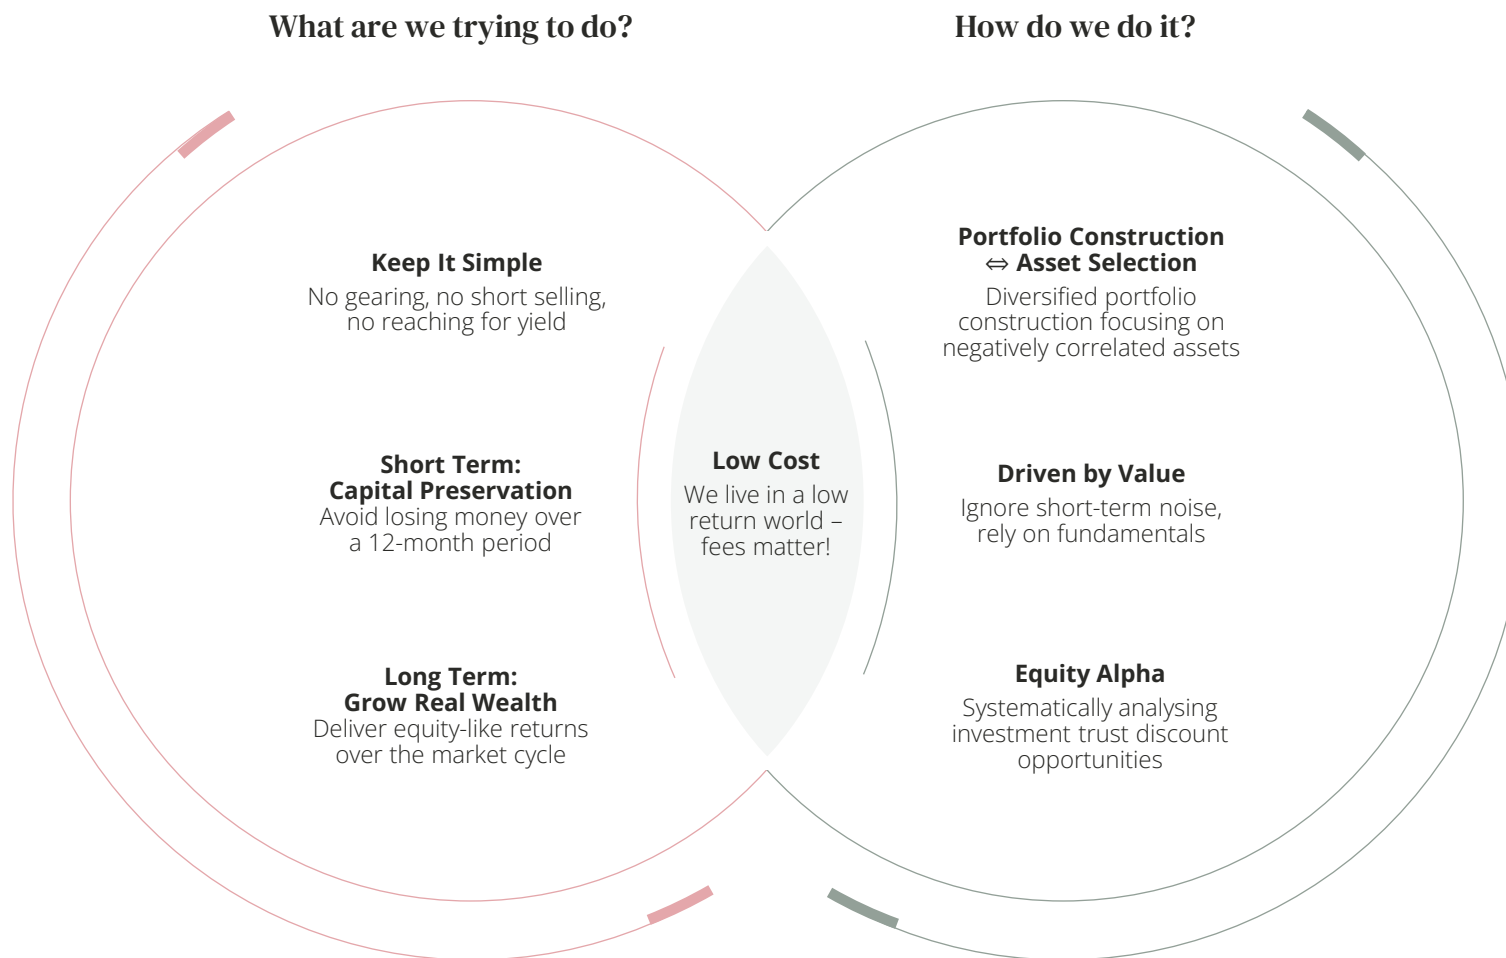 What are we trying to do?
How do we do it?
Keep It Simple
No gearing, no short selling,
no reaching for yield
Short Term:
Capital Preservation
Avoid losing money over
a 12-month period
Long Term:
Grow Real Wealth
Deliver equity-like returns
over the market cycle
Low Cost
We live in a low
return world –
fees matter!
Portfolio Construction
⇔ Asset Selection
Diversified portfolio
construction focusing on
negatively correlated assets
Driven by Value
Ignore short-term noise,
rely on fundamentals
Equity Alpha
Systematically analysing
investment trust discount
opportunities